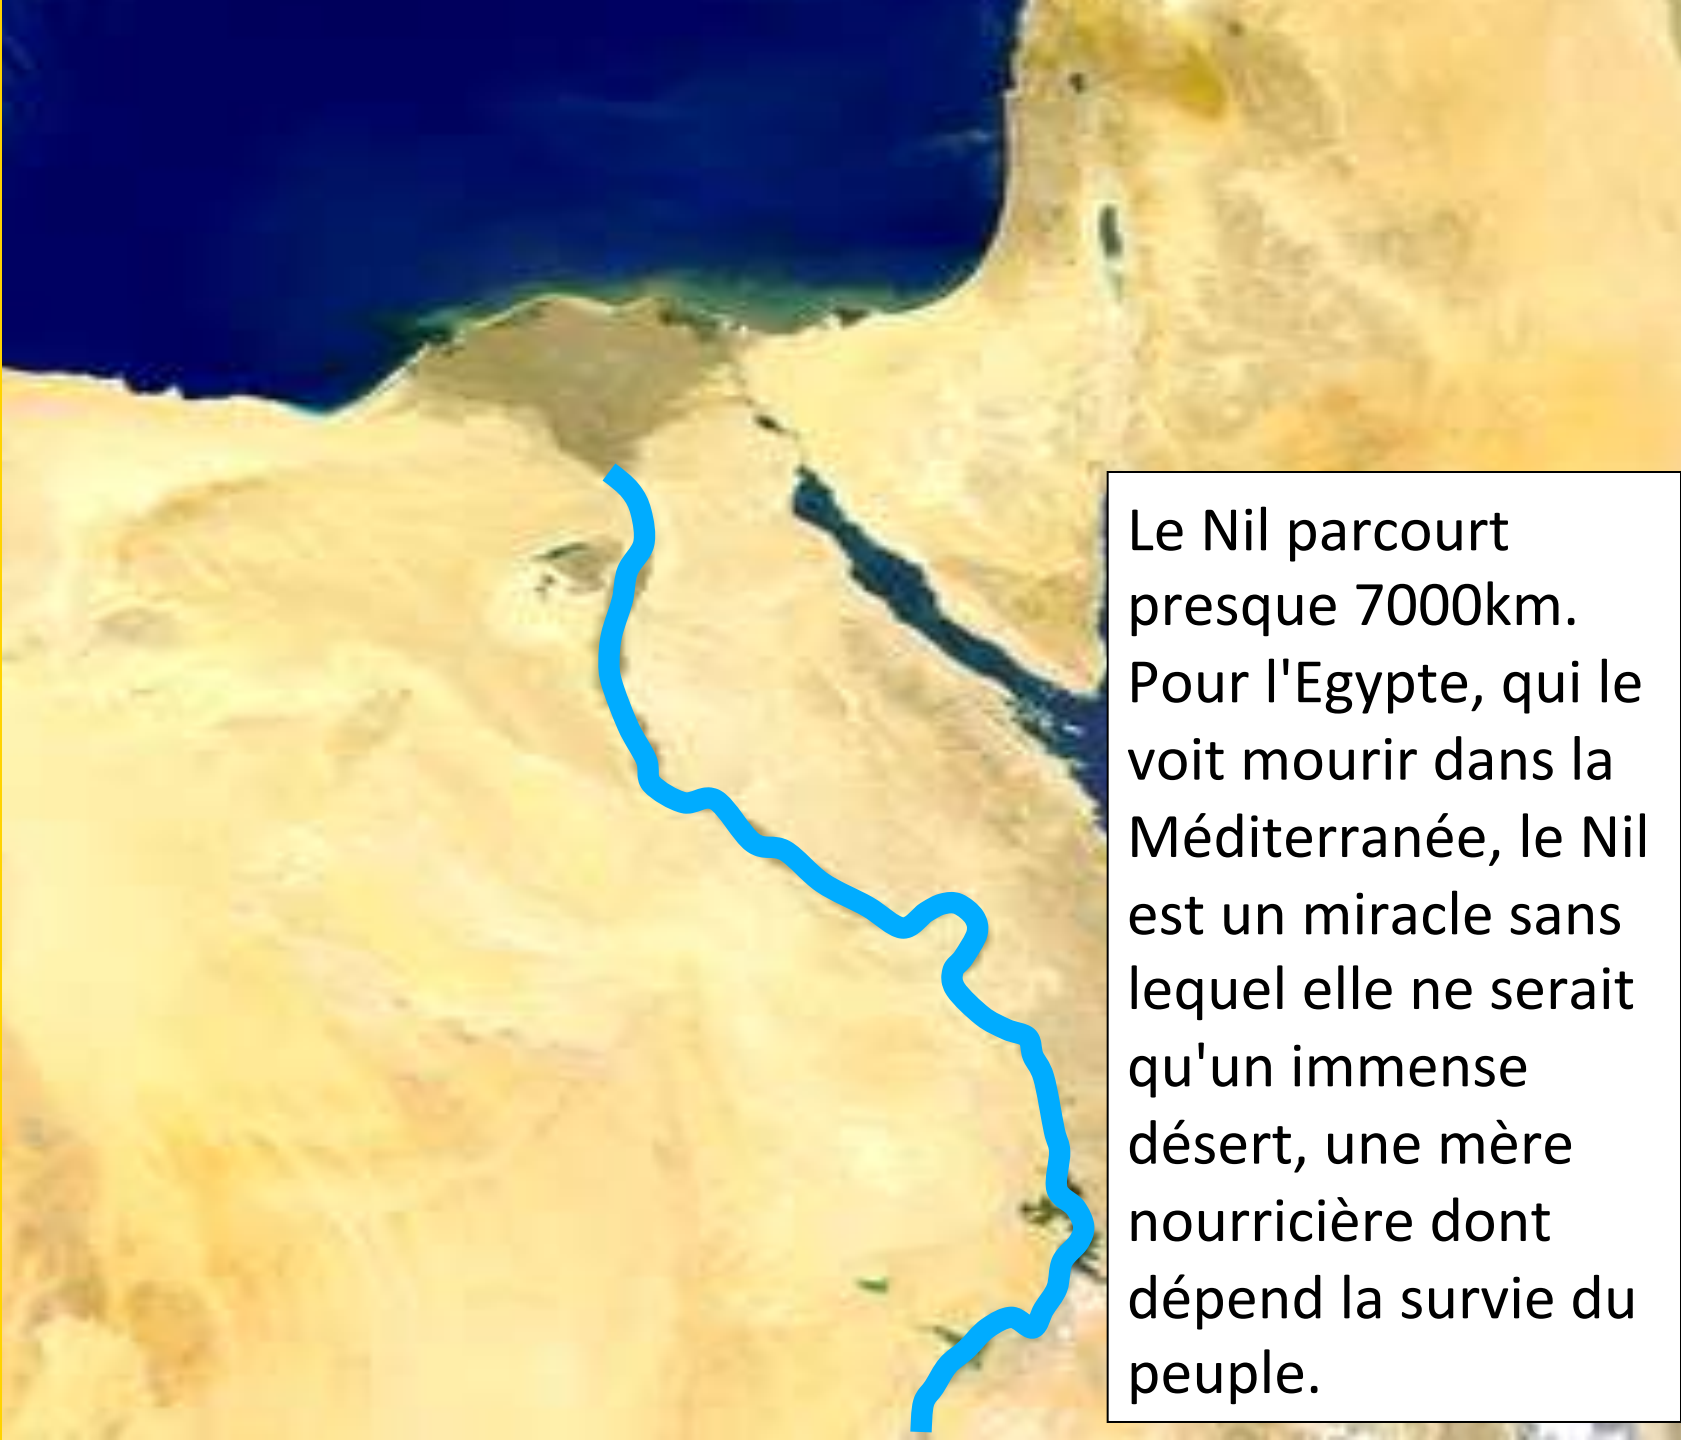 Le Nil parcourt
presque 7000km.
Pour l'Egypte, qui le
voit mourir dans la
Méditerranée, le Nil
est un miracle sans
lequel elle ne serait
qu'un immense
désert, une mère
nourricière dont
dépend la survie du
peuple.